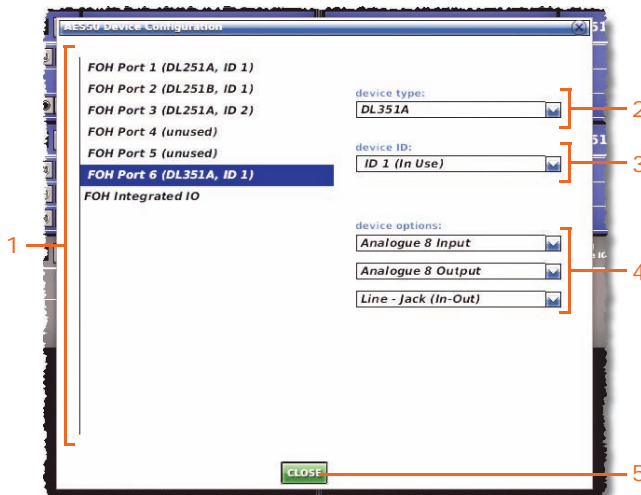 AES50 Device Configuration
51
FOH Port 1 (DL251A, ID 1)
FOH Port 2 (DL251B, ID 1)
FOH Port 3 (DL251A, ID 2)
FOH Port 4 (unused)
FOH Port 5 (unused)
FOH Port 6 (DL351A, ID 1)
FOH Integrated IO
device type:
DL351A
device ID:
ID 1 (In Use)
device options:
Analogue 8 Input
Analogue 8 Output
Line - Jack (In-Out)
CLOSE
51
1
2
3
4
5